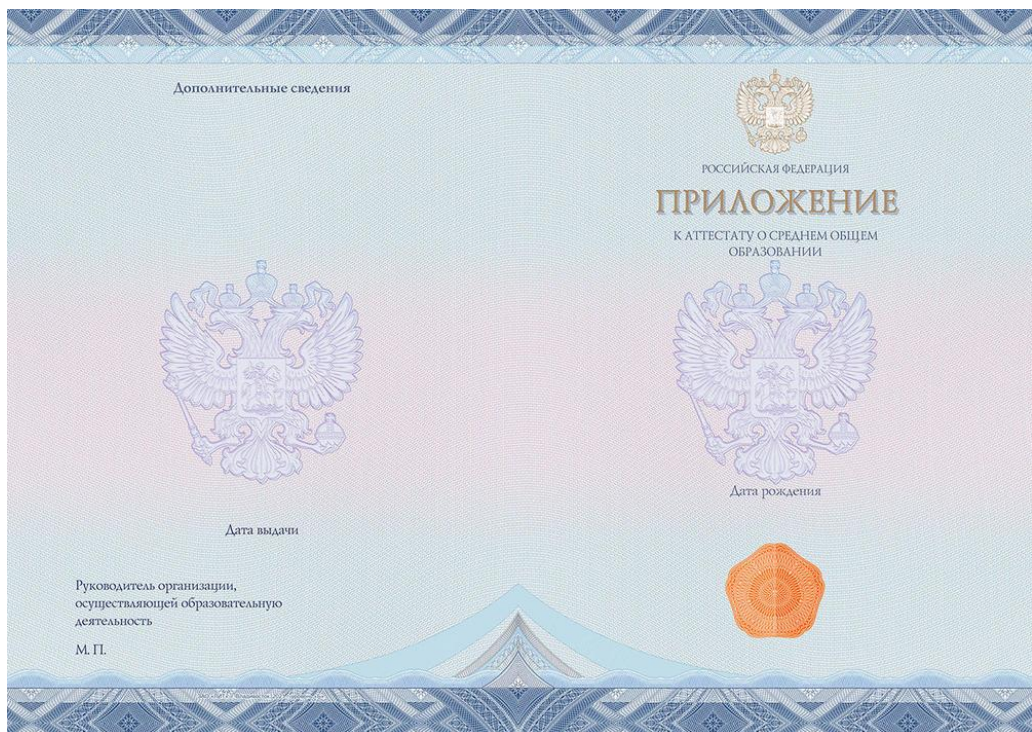 Дополнительные сведения
Дата выдачи
Руководитель организации,
осуществляющей образовательную
деятельность
М. П.
РОССИЙСКАЯ ФЕДЕРАЦИЯ
ПРИЛОЖЕНИЕ
К АТТЕСТАТУ О СРЕДНЕМ ОБЩЕМ
ОБРАЗОВАНИИ
Дата рождения